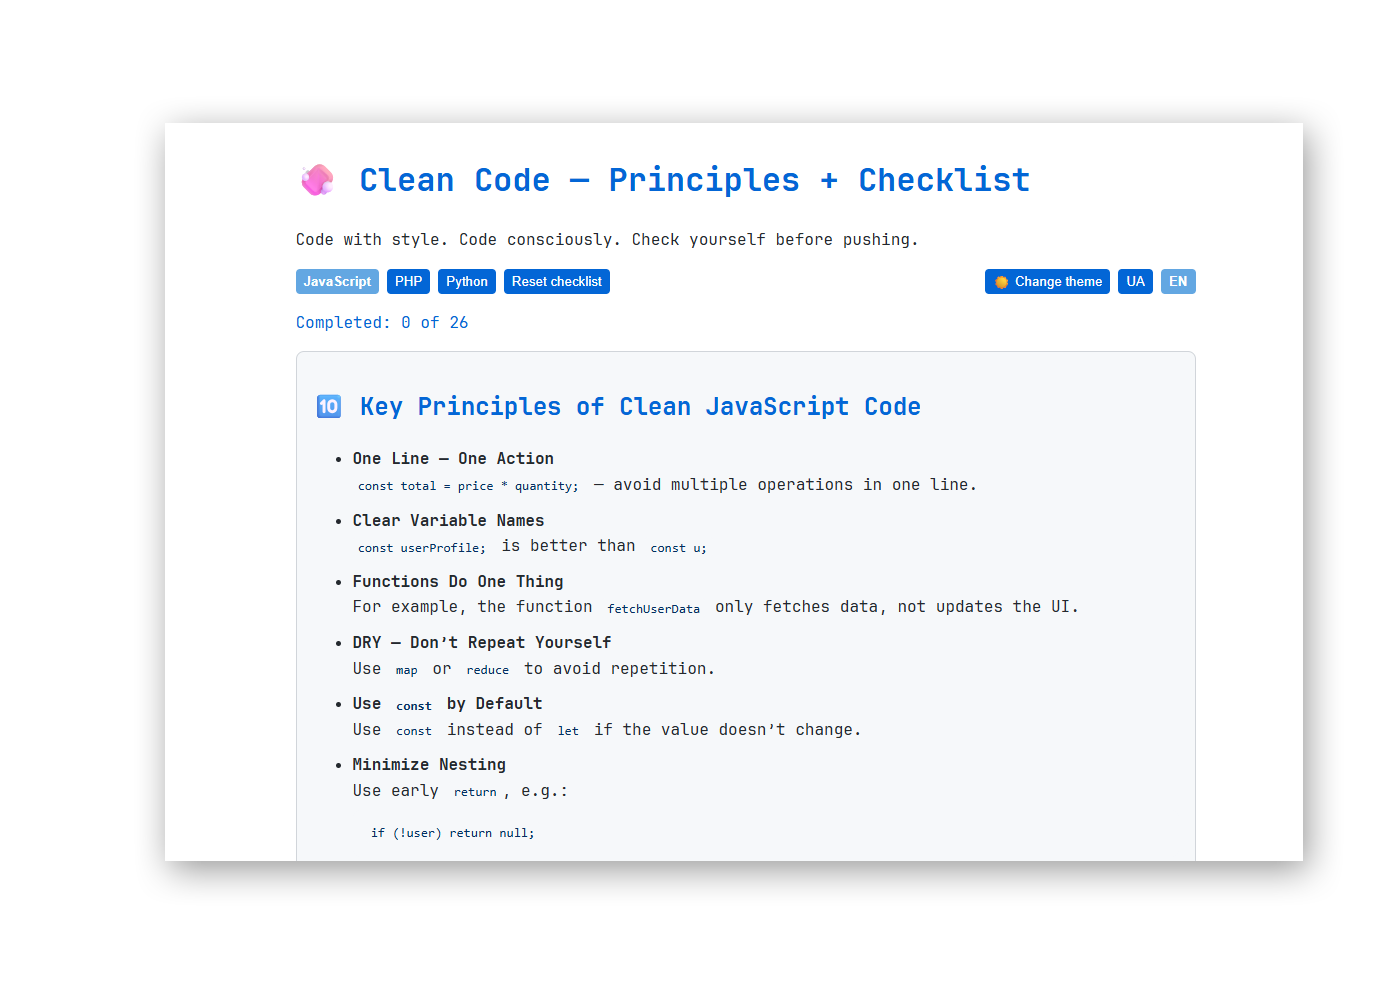 🧼 Clean Code — Principles + Checklist
Code with style. Code consciously. Check yourself before pushing.
JavaScript PHP Python Reset checklist Change theme UA EN
Completed: 0 of 26
🔟 Key Principles of Clean JavaScript Code
• One Line — One Action
const total = price * quantity; — avoid multiple operations in one line.
• Clear Variable Names
const userProfile; is better than const u;
• Functions Do One Thing
For example, the function fetchUserData only fetches data, not updates the UI.
• DRY — Don’t Repeat Yourself
Use map or reduce to avoid repetition.
• Use const by Default
Use const instead of let if the value doesn’t change.
• Minimize Nesting
Use early return, e.g.:
if (!user) return null;